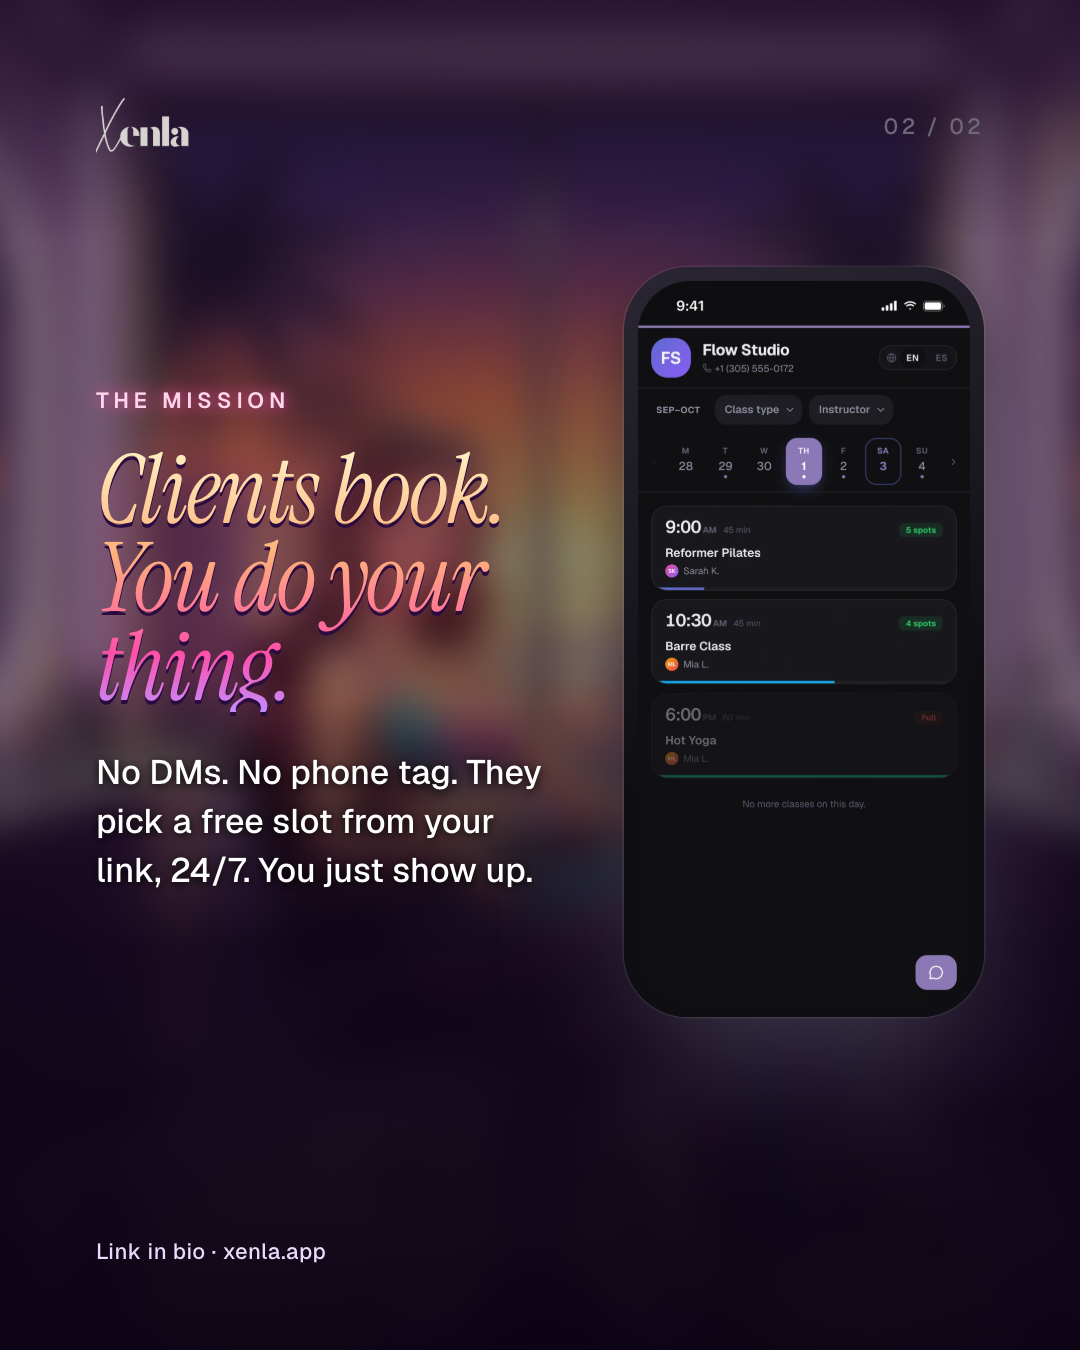 Xenla
02 / 02
THE MISSION
Clients book.
You do your
thing.
No DMs. No phone tag. They
pick a free slot from your
link, 24/7. You just show up.
9:41
FS
Flow Studio
+1 (305) 555-0172
EN ES
SEP–OCT Class type Instructor
M T W TH F SA SU
28 29 30 1 2 3 4
9:00 AM 45 min 5 spots
Reformer Pilates
SK Sarah K.
10:30 AM 45 min 4 spots
Barre Class
ML Mia L.
6:00 PM 60 min Full
Hot Yoga
ML Mia L.
No more classes on this day.
Link in bio · xenla.app